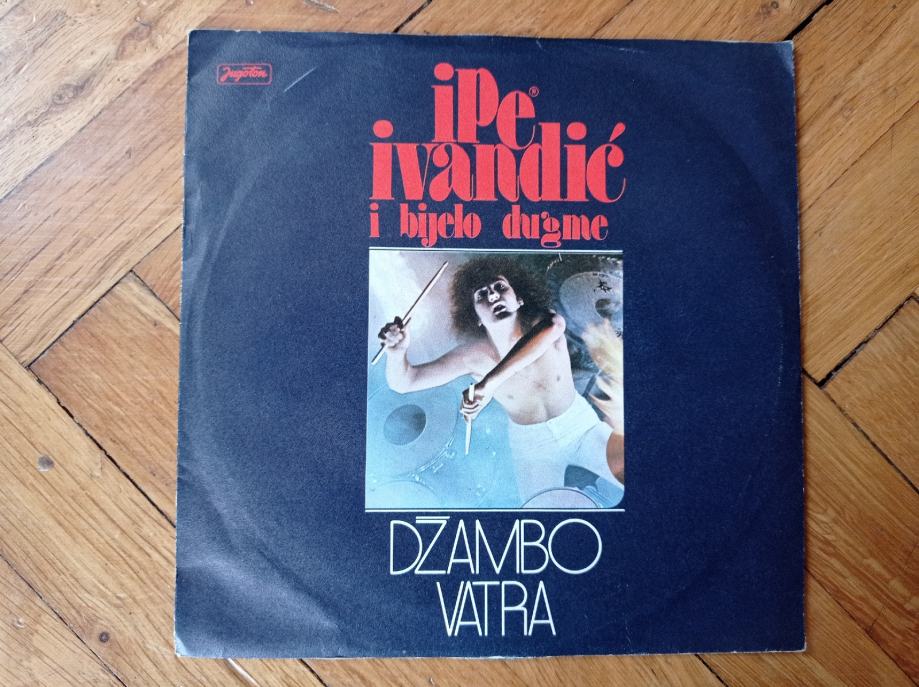 Jugoton
ipe®
ivandić
i bijelo dugme
DŽAMBO
VATRA